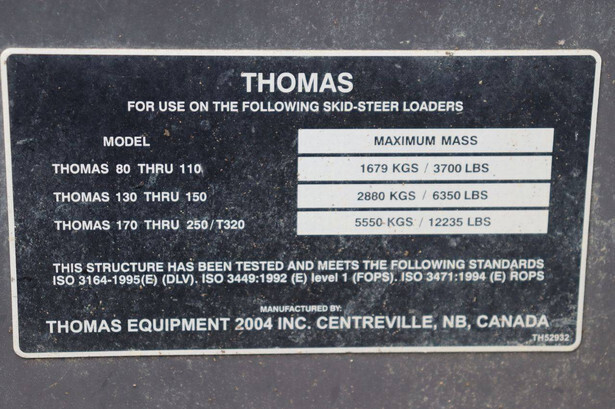 THOMAS
FOR USE ON THE FOLLOWING SKID-STEER LOADERS
MODEL MAXIMUM MASS
THOMAS 80 THRU 110 1679 KGS / 3700 LBS
THOMAS 130 THRU 150 2880 KGS / 6350 LBS
THOMAS 170 THRU 250/T320 5550 KGS / 12235 LBS
THIS STRUCTURE HAS BEEN TESTED AND MEETS THE FOLLOWING STANDARDS
ISO 3164-1995(E) (DLV). ISO 3449:1992 (E) level 1 (FOPS). ISO 3471:1994 (E) ROPS
MANUFACTURED BY:
THOMAS EQUIPMENT 2004 INC. CENTREVILLE, NB, CANADA
TH52932